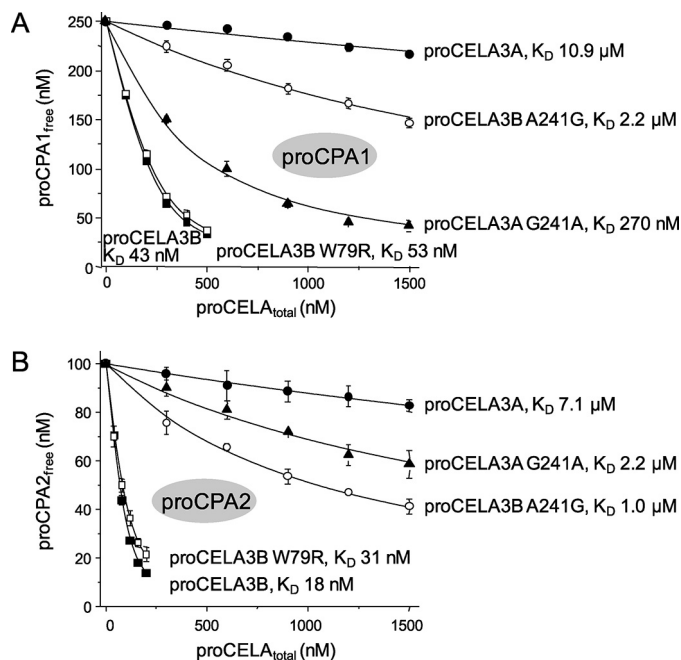 A
250
200
150
100
50
0
proCPA1free (nM)
proCELA3A, KD 10.9 µM
proCELA3B A241G, KD 2.2 µM
proCPA1
proCELA3A G241A, KD 270 nM
proCELA3B
KD 43 nM
proCELA3B W79R, KD 53 nM
0 500 1000 1500
proCELAtotal (nM)
B
100
80
60
40
20
0
proCPA2free (nM)
proCELA3A, KD 7.1 µM
proCELA3A G241A, KD 2.2 µM
proCELA3B A241G, KD 1.0 µM
proCPA2
proCELA3B W79R, KD 31 nM
proCELA3B, KD 18 nM
0 500 1000 1500
proCELAtotal (nM)